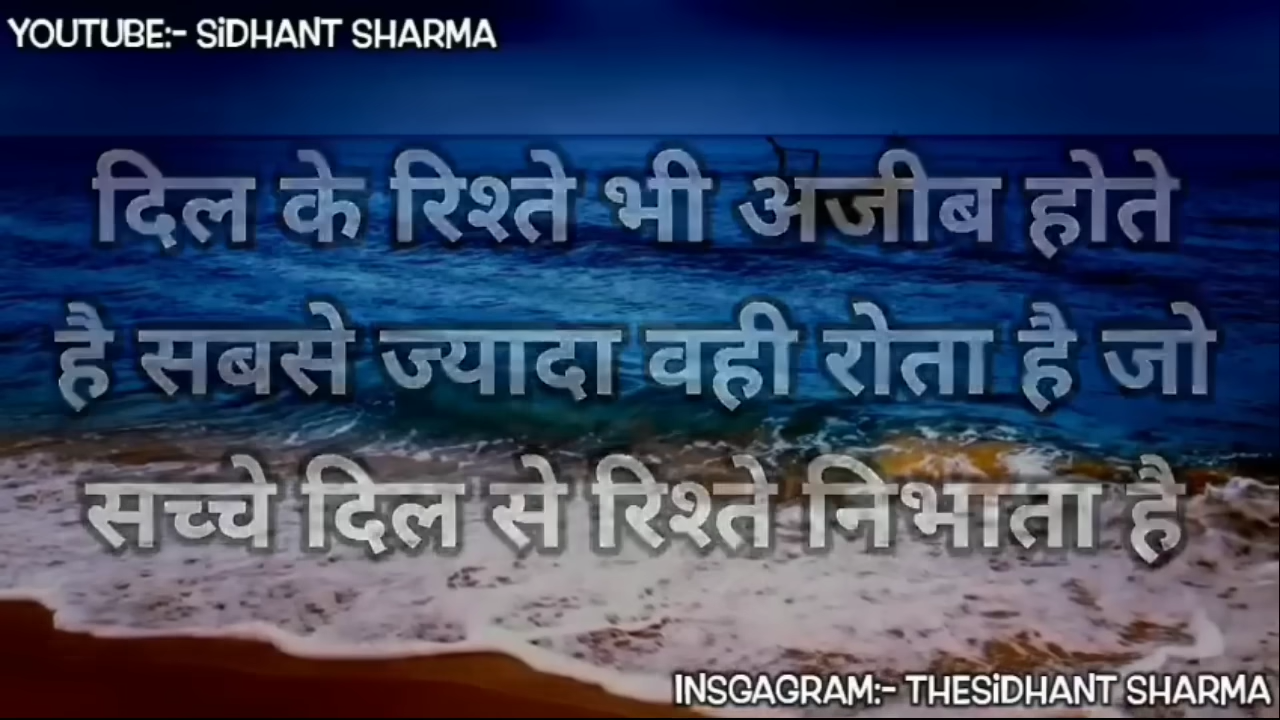 YOUTUBE:- SiDHANT SHARMA
दिल के रिश्ते भी अजीब होते
है सबसे ज्यादा वही रोता है जो
सच्चे दिल से रिश्ते निभाता है
INSGAGRAM:- THESiDHANT SHARMA